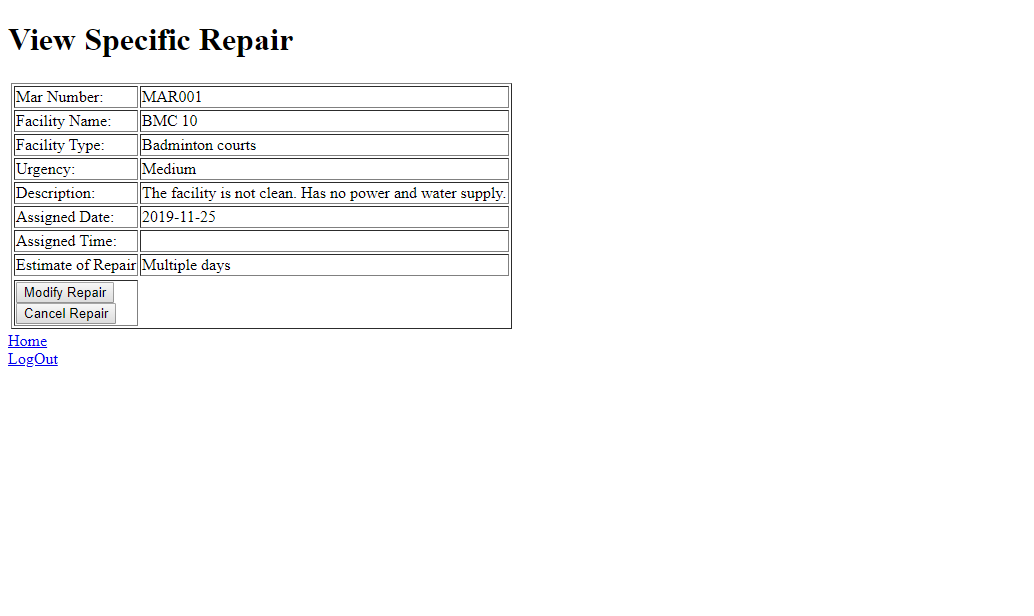 View Specific Repair
Mar Number: MAR001
Facility Name: BMC 10
Facility Type: Badminton courts
Urgency: Medium
Description: The facility is not clean. Has no power and water supply.
Assigned Date: 2019-11-25
Assigned Time:
Estimate of Repair Multiple days
Modify Repair
Cancel Repair
Home
LogOut